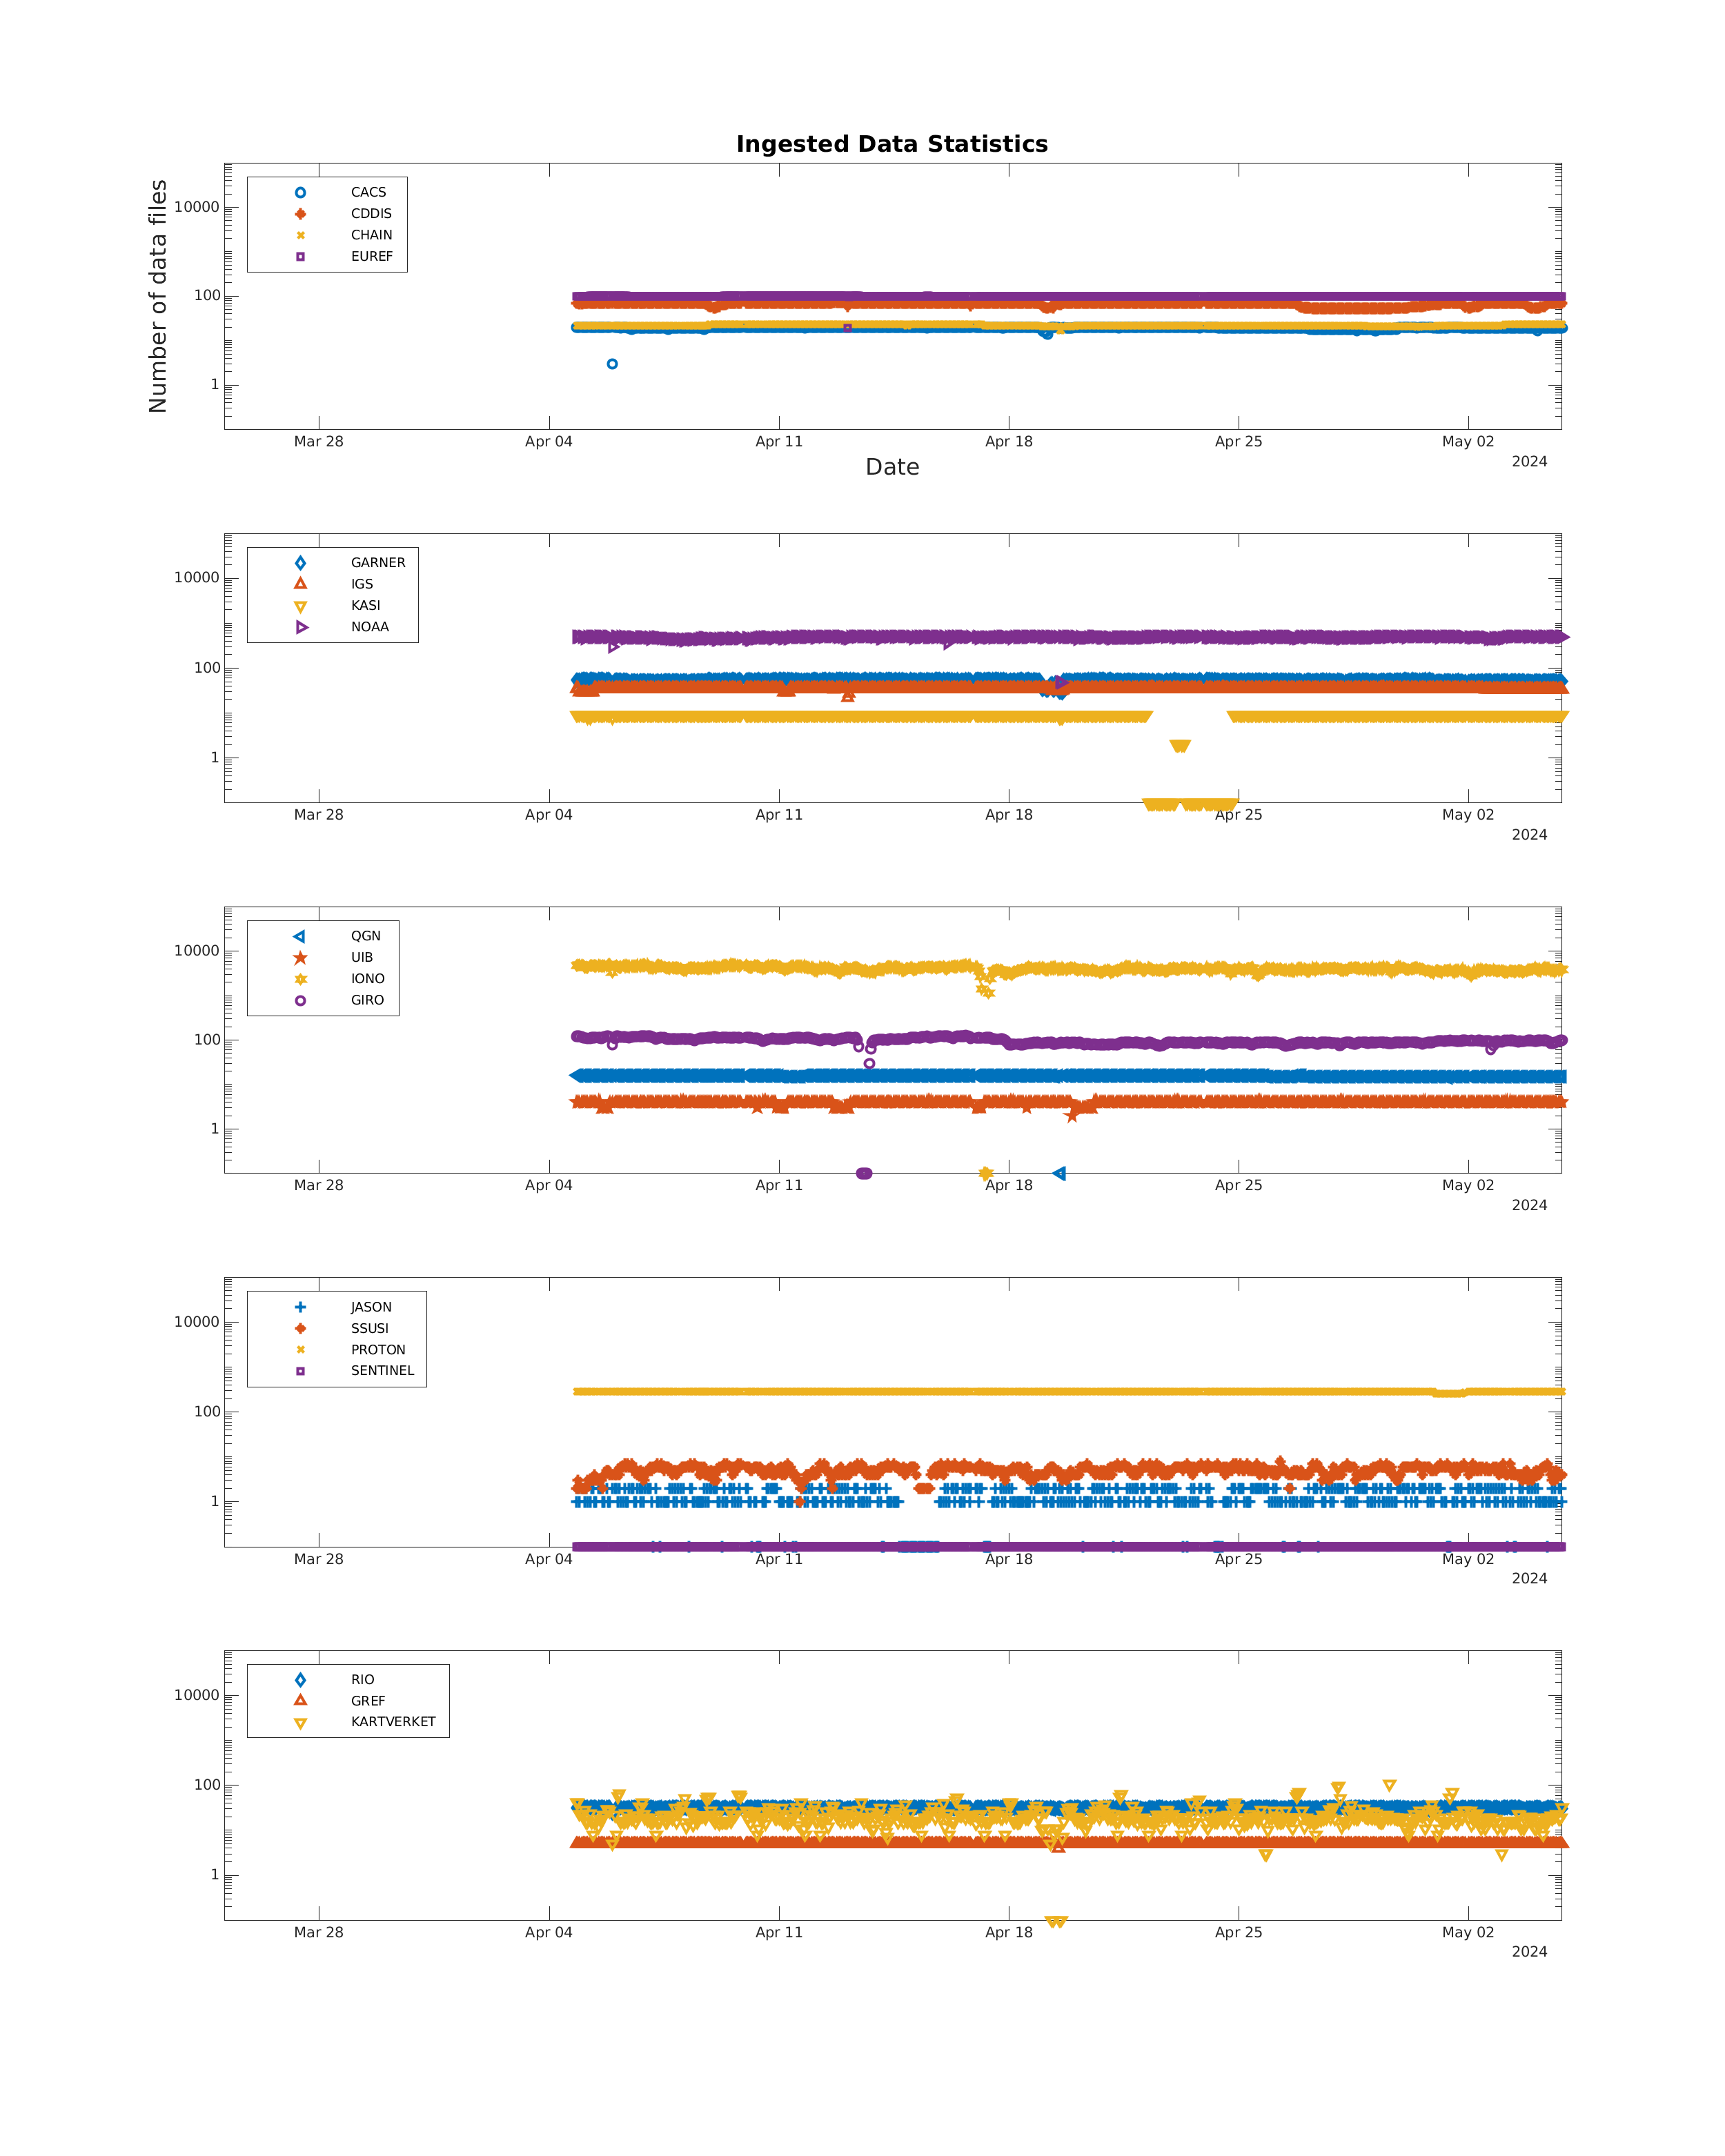 Ingested Data Statistics
Number of data files
CACS
CDDIS
CHAIN
EUREF
10000
100
1
Mar 28 Apr 04 Apr 11 Apr 18 Apr 25 May 02
2024
Date
GARNER
IGS
KASI
NOAA
10000
100
1
Mar 28 Apr 04 Apr 11 Apr 18 Apr 25 May 02
2024
QGN
UIB
IONO
GIRO
10000
100
1
Mar 28 Apr 04 Apr 11 Apr 18 Apr 25 May 02
2024
JASON
SSUSI
PROTON
SENTINEL
10000
100
1
Mar 28 Apr 04 Apr 11 Apr 18 Apr 25 May 02
2024
RIO
GREF
KARTVERKET
10000
100
1
Mar 28 Apr 04 Apr 11 Apr 18 Apr 25 May 02
2024